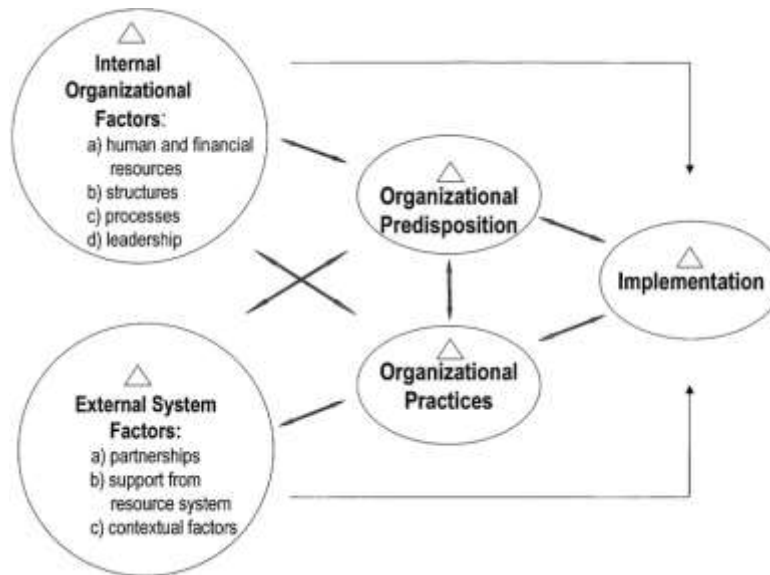 Internal
Organizational
Factors:
a) human and financial
resources
b) structures
c) processes
d) leadership
Organizational
Predisposition
Implementation
Organizational
Practices
External System
Factors:
a) partnerships
b) support from
resource system
c) contextual factors